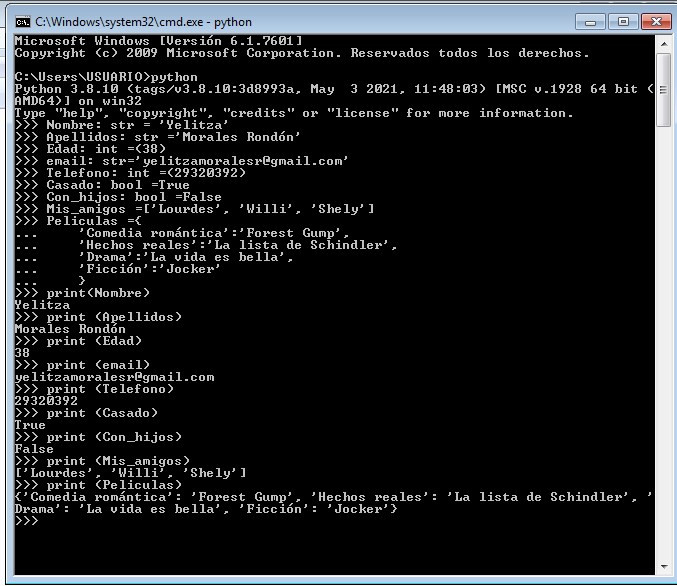 C:\Windows\system32\cmd.exe - python
Microsoft Windows [Versión 6.1.7601]
Copyright (c) 2009 Microsoft Corporation. Reservados todos los derechos.
C:\Users\USUARIO>python
Python 3.8.10 (tags/v3.8.10:3d8993a, May  3 2021, 11:48:03) [MSC v.1928 64 bit (
AMD64)] on win32
Type "help", "copyright", "credits" or "license" for more information.
>>> Nombre: str = 'Yelitza'
>>> Apellidos: str ='Morales Rondón'
>>> Edad: int =(38)
>>> email: str='yelitzamoralesr@gmail.com'
>>> Telefono: int =(29320392)
>>> Casado: bool =True
>>> Con_hijos: bool =False
>>> Mis_amigos =['Lourdes', 'Willi', 'Shely']
>>> Peliculas ={
...     'Comedia romántica':'Forest Gump',
...     'Hechos reales':'La lista de Schindler',
...     'Drama':'La vida es bella',
...     'Ficción':'Jocker'
...     }
>>> print(Nombre)
Yelitza
>>> print (Apellidos)
Morales Rondón
>>> print (Edad)
38
>>> print (email)
yelitzamoralesr@gmail.com
>>> print (Telefono)
29320392
>>> print (Casado)
True
>>> print (Con_hijos)
False
>>> print (Mis_amigos)
['Lourdes', 'Willi', 'Shely']
>>> print (Peliculas)
{'Comedia romántica': 'Forest Gump', 'Hechos reales': 'La lista de Schindler', '
Drama': 'La vida es bella', 'Ficción': 'Jocker'}
>>>